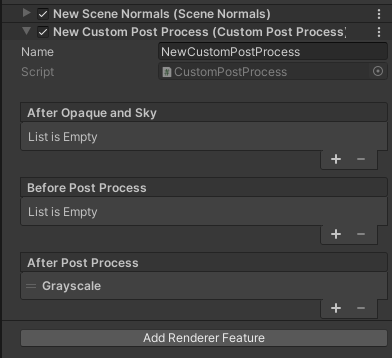 New Scene Normals (Scene Normals)
New Custom Post Process (Custom Post Process)
Name NewCustomPostProcess
Script CustomPostProcess
After Opaque and Sky
List is Empty
+ −
Before Post Process
List is Empty
+ −
After Post Process
= Grayscale
+ −
Add Renderer Feature